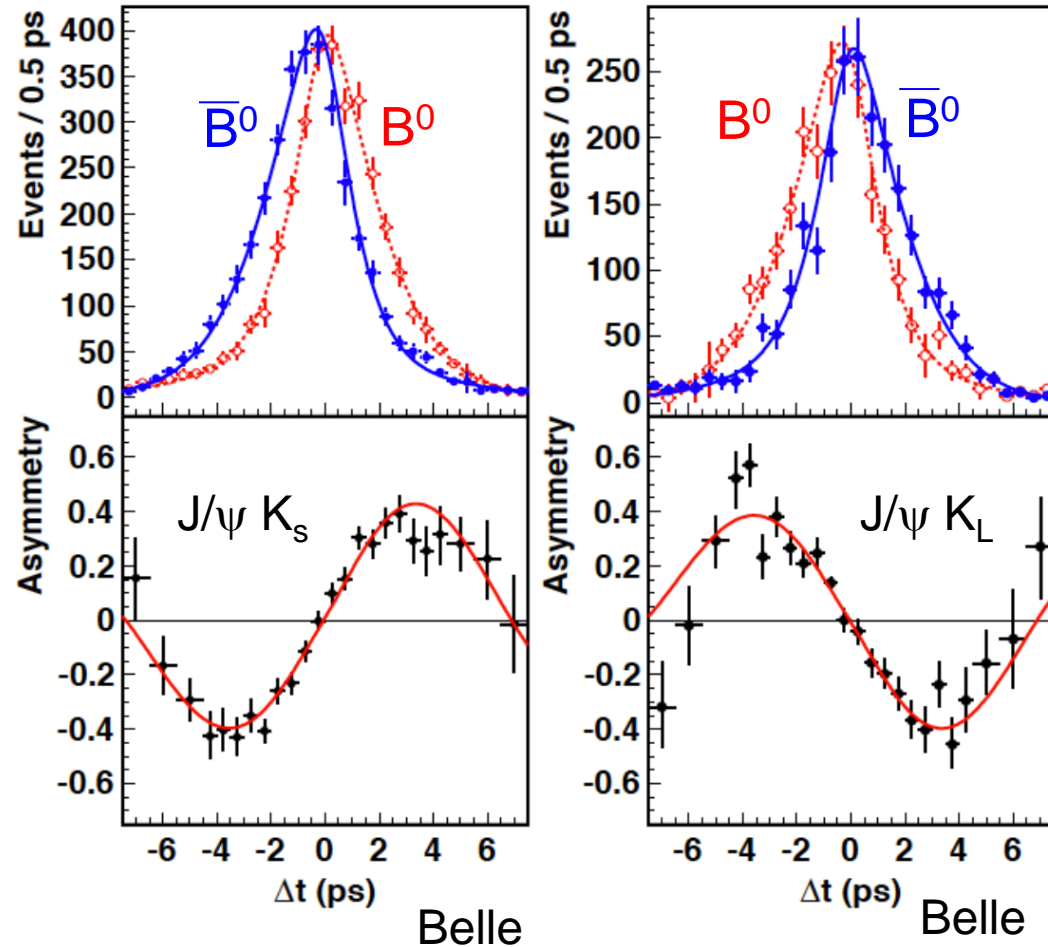 Events / 0.5 ps
400
350
300
250
200
150
100
50
0
B̅⁰
B⁰
Events / 0.5 ps
250
200
150
100
50
0
B⁰
B̅⁰
Asymmetry
0.6
0.4
0.2
0
-0.2
-0.4
-0.6
J/ψ Kₛ
-6 -4 -2 0 2 4 6
Δt (ps)
Belle
Asymmetry
0.6
0.4
0.2
0
-0.2
-0.4
-0.6
J/ψ K_L
-6 -4 -2 0 2 4 6
Δt (ps)
Belle